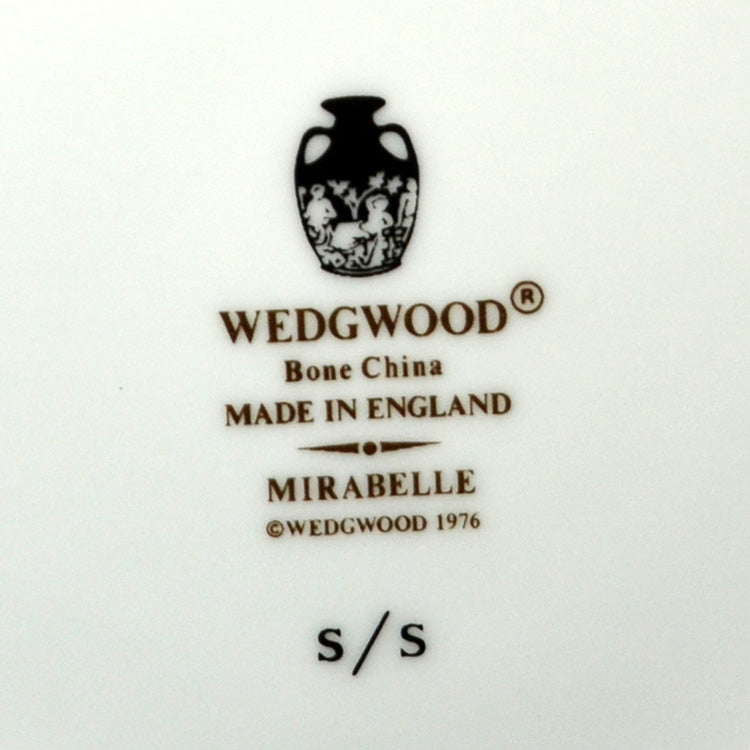 WEDGWOOD®
Bone China
MADE IN ENGLAND
MIRABELLE
©WEDGWOOD 1976
S/S